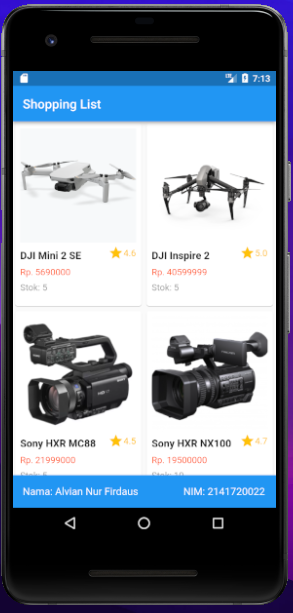 7:13
Shopping List
DJI Mini 2 SE 4.6
Rp. 5690000
Stok: 5
DJI Inspire 2 5.0
Rp. 40599999
Stok: 5
Sony HXR MC88 4.5
Rp. 21999000
Stok: 5
Sony HXR NX100 4.7
Rp. 19500000
Stok: 10
Nama: Alvian Nur Firdaus NIM: 2141720022